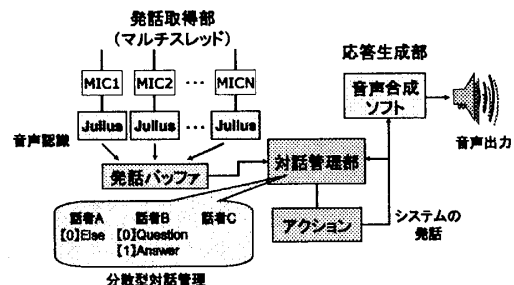 発話取得部
(マルチスレッド)
MIC1 MIC2 ... MICN
Julius Julius ... Julius
音声認識
発話バッファ
話者A 話者B 話者C
【0】Else 【0】Question
【1】Answer
分散型対話管理
対話管理部
アクション
応答生成部
音声合成
ソフト
音声出力
システムの
発話